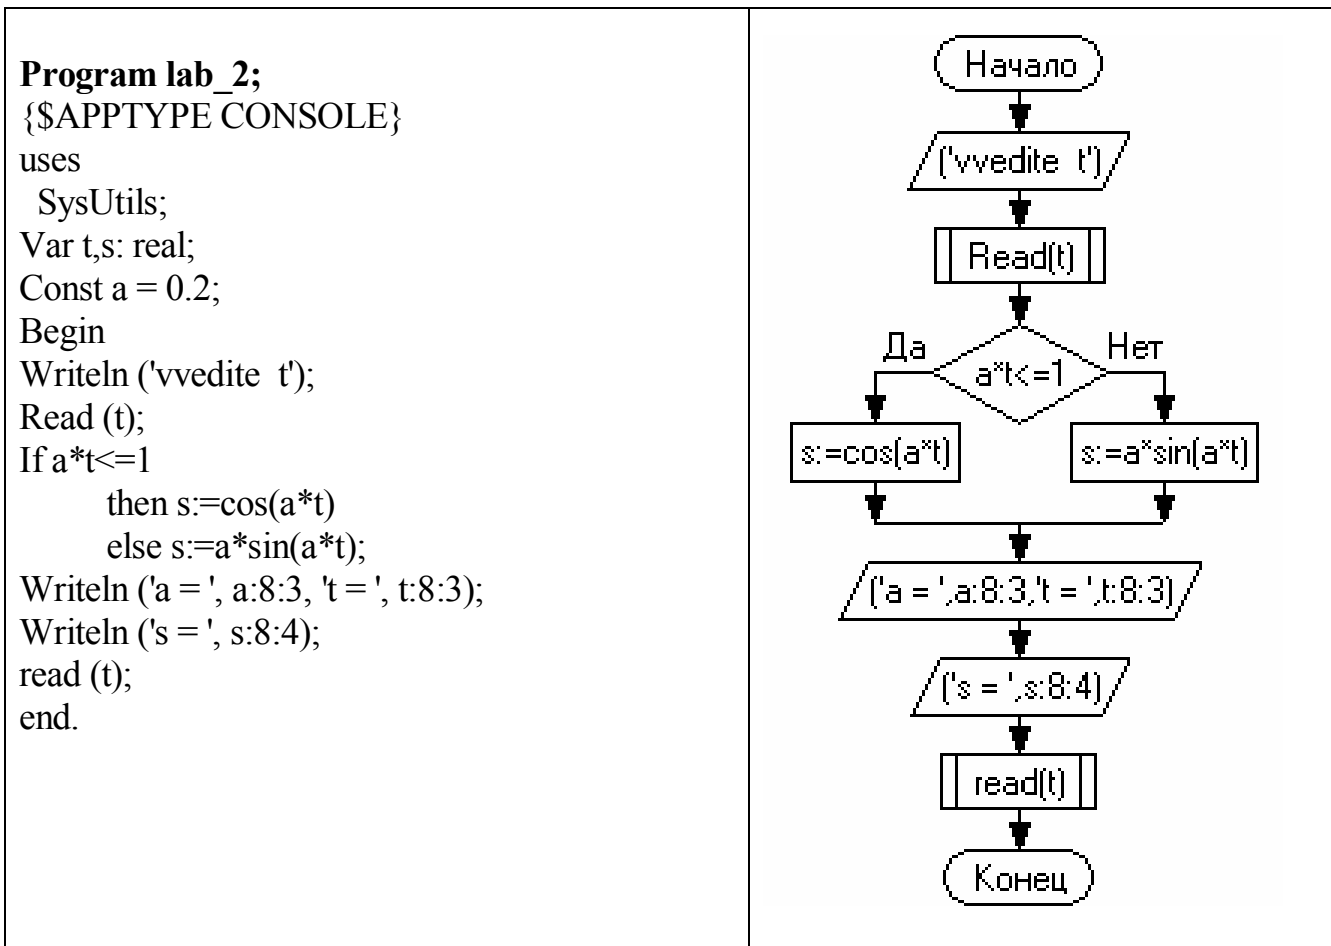 Program lab_2;
{$APPTYPE CONSOLE}
uses
SysUtils;
Var t,s: real;
Const a = 0.2;
Begin
Writeln ('vvedite  t');
Read (t);
If a*t<=1
then s:=cos(a*t)
else s:=a*sin(a*t);
Writeln ('a = ', a:8:3, 't = ', t:8:3);
Writeln ('s = ', s:8:4);
read (t);
end.
Начало
('vvedite  t')
Read(t)
Да
Нет
a*t<=1
s:=cos(a*t)
s:=a*sin(a*t)
('a = ',a:8:3,'t = ',t:8:3)
('s = ',s:8:4)
read(t)
Конец